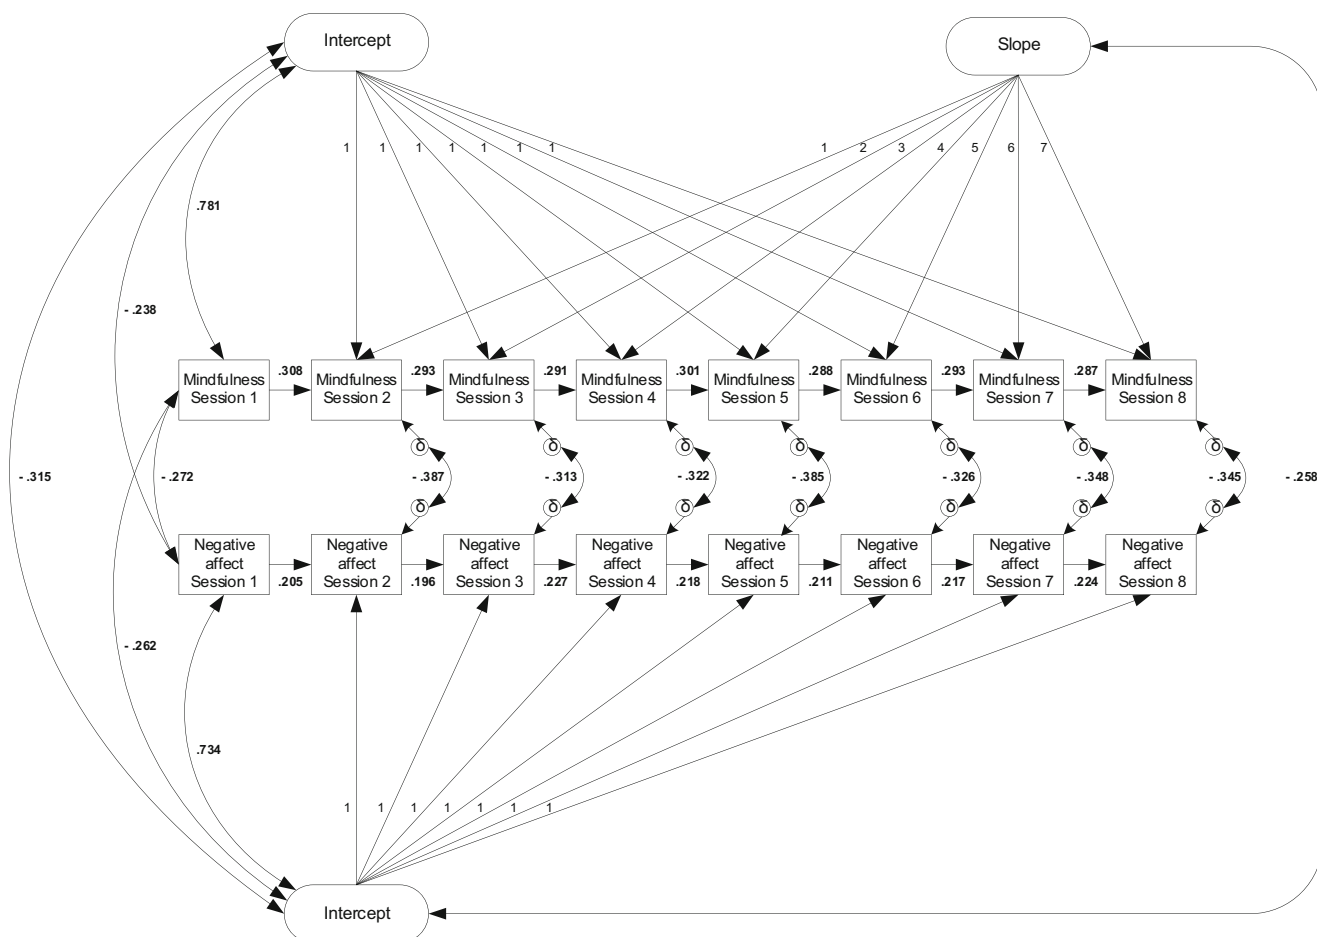 Intercept
Slope
1 1 1 1 1 1 1
1 2 3 4 5 6 7
.781
- .238
.308 .293 .291 .301 .288 .293 .287
Mindfulness Session 1
Mindfulness Session 2
Mindfulness Session 3
Mindfulness Session 4
Mindfulness Session 5
Mindfulness Session 6
Mindfulness Session 7
Mindfulness Session 8
δ δ δ δ δ δ δ
- .315 - .272 - .387 - .313 - .322 - .385 - .326 - .348 - .345 - .258
δ δ δ δ δ δ δ
Negative affect Session 1
Negative affect Session 2
Negative affect Session 3
Negative affect Session 4
Negative affect Session 5
Negative affect Session 6
Negative affect Session 7
Negative affect Session 8
.205 .196 .227 .218 .211 .217 .224
- .262
.734
1 1 1 1 1 1 1
Intercept